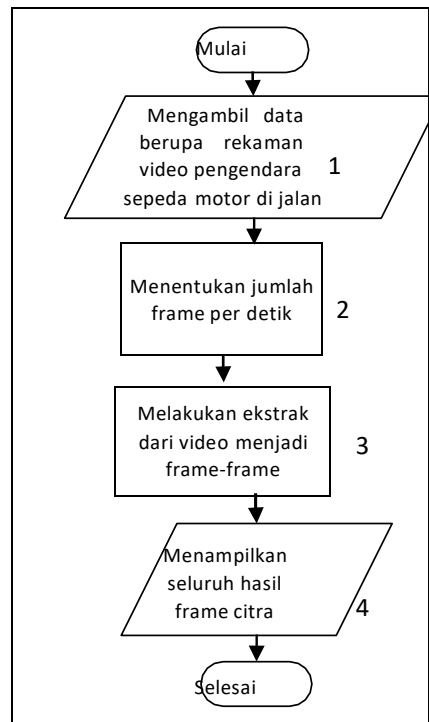 Mulai
Mengambil data
berupa rekaman
video pengendara
sepeda motor di jalan
1
Menentukan jumlah
frame per detik
2
Melakukan ekstrak
dari video menjadi
frame-frame
3
Menampilkan
seluruh hasil
frame citra
4
Selesai